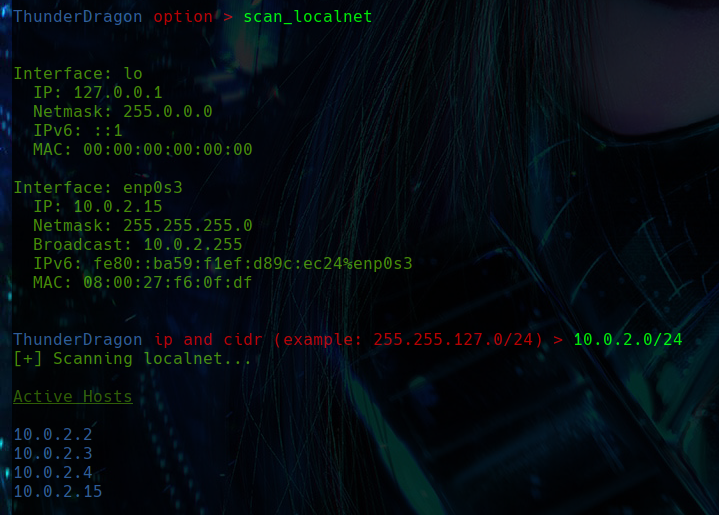 ThunderDragon option > scan_localnet
Interface: lo
IP: 127.0.0.1
Netmask: 255.0.0.0
IPv6: ::1
MAC: 00:00:00:00:00:00
Interface: enp0s3
IP: 10.0.2.15
Netmask: 255.255.255.0
Broadcast: 10.0.2.255
IPv6: fe80::ba59:f1ef:d89c:ec24%enp0s3
MAC: 08:00:27:f6:0f:df
ThunderDragon ip and cidr (example: 255.255.127.0/24) > 10.0.2.0/24
[+] Scanning localnet...
Active Hosts
10.0.2.2
10.0.2.3
10.0.2.4
10.0.2.15